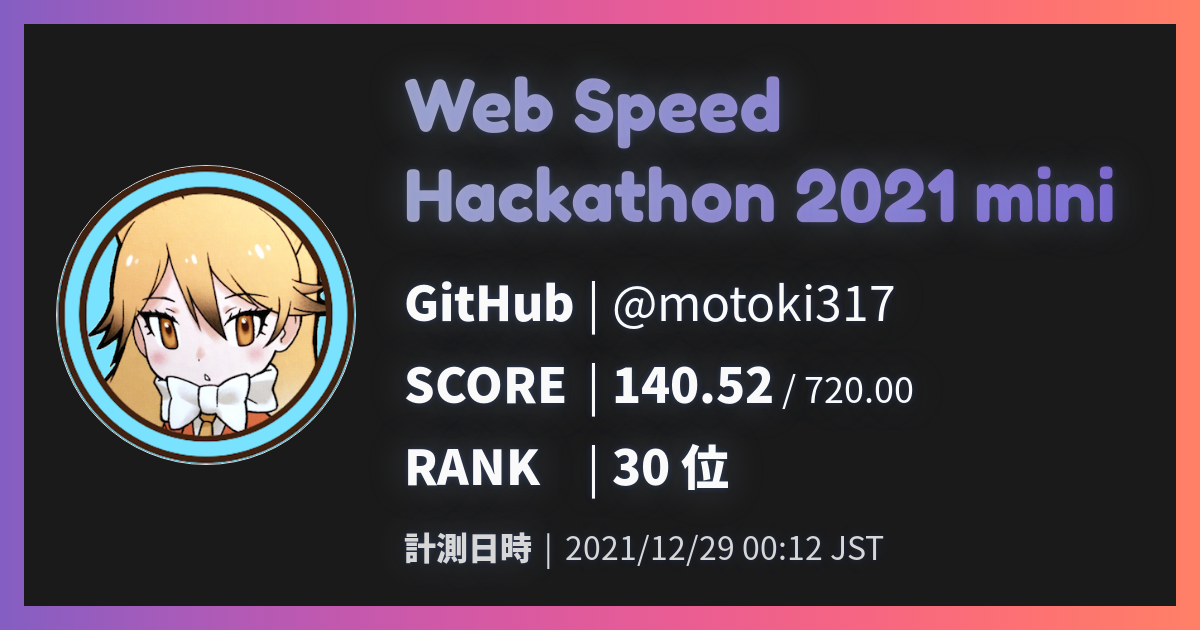 Web Speed
Hackathon 2021 mini
GitHub | @motoki317
SCORE | 140.52 / 720.00
RANK | 30 位
計測日時 | 2021/12/29 00:12 JST